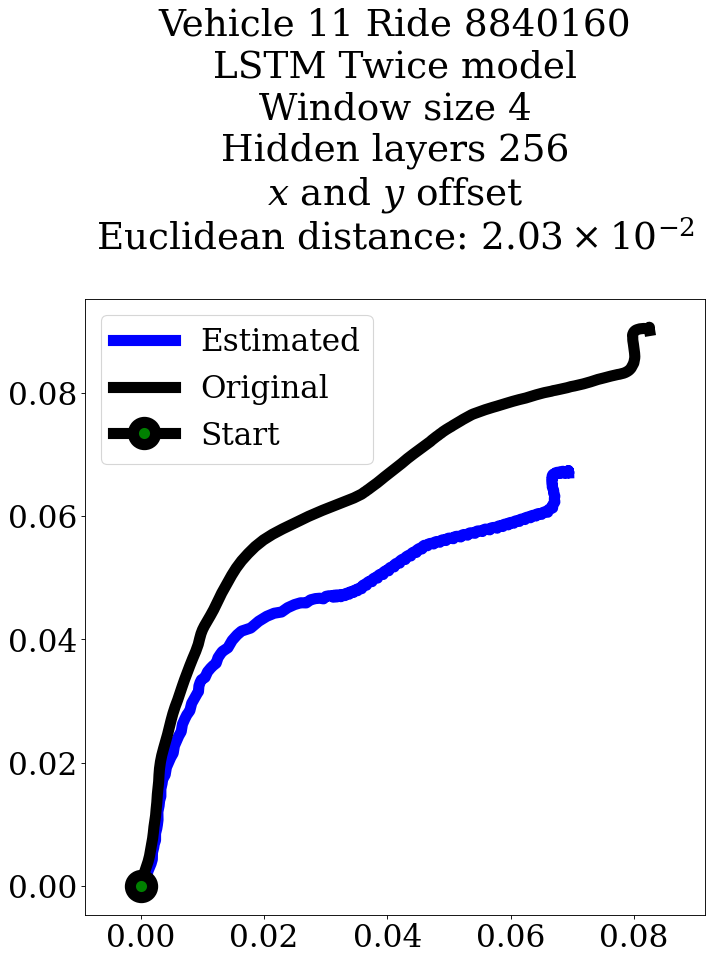 Vehicle 11 Ride 8840160
LSTM Twice model
Window size 4
Hidden layers 256
x and y offset
Euclidean distance: 2.03 × 10⁻²
Estimated
Original
Start
0.08
0.06
0.04
0.02
0.00
0.00 0.02 0.04 0.06 0.08